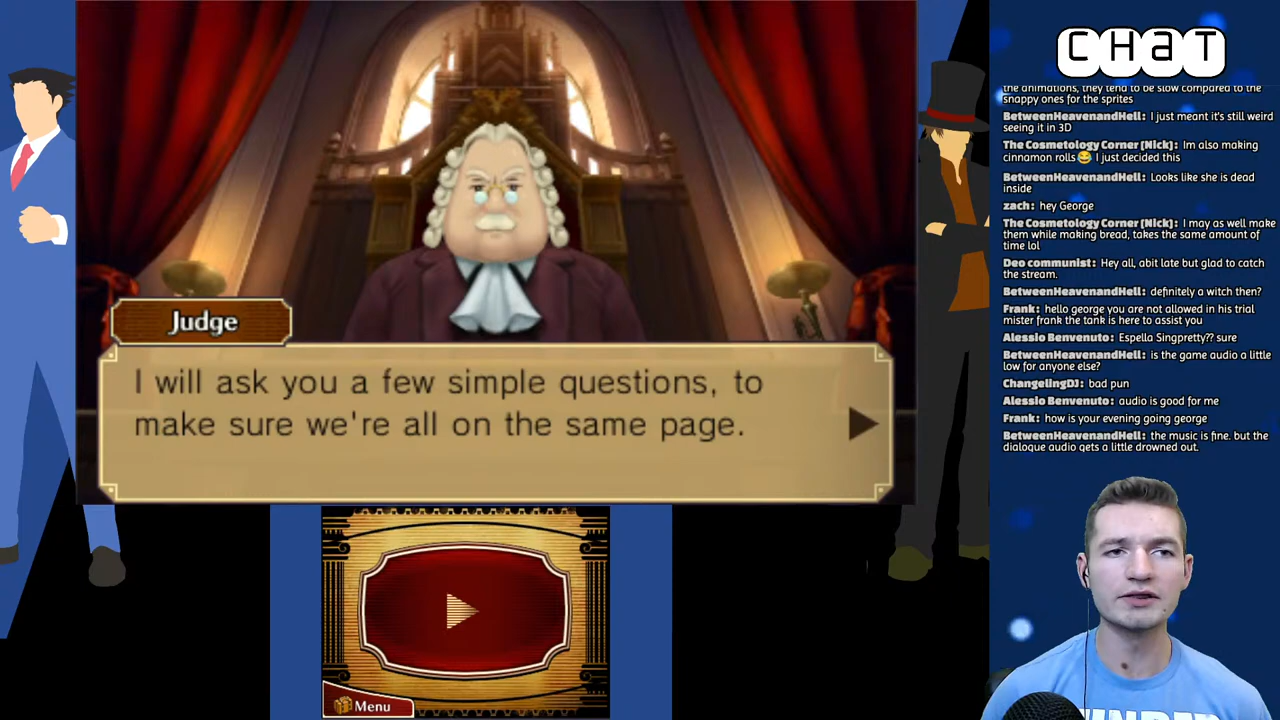 Judge
I will ask you a few simple questions, to
make sure we're all on the same page.
Menu
CHaT
the animations, they tend to be slow compared to the
snappy ones for the sprites
BetweenHeavenandHell: I just meant it's still weird
seeing it in 3D
The Cosmetology Corner [Nick]: Im also making
cinnamon rolls😂 I just decided this
BetweenHeavenandHell: Looks like she is dead
inside
zach: hey George
The Cosmetology Corner [Nick]: I may as well make
them while making bread, takes the same amount of
time lol
Deo communist: Hey all, abit late but glad to catch
the stream.
BetweenHeavenandHell: definitely a witch then?
Frank: hello george you are not allowed in his trial
mister frank the tank is here to assist you
Alessio Benvenuto: Espella Singpretty?? sure
BetweenHeavenandHell: is the game audio a little
low for anyone else?
ChangelingDJ: bad pun
Alessio Benvenuto: audio is good for me
Frank: how is your evening going george
BetweenHeavenandHell: the music is fine. but the
dialogue audio gets a little drowned out.